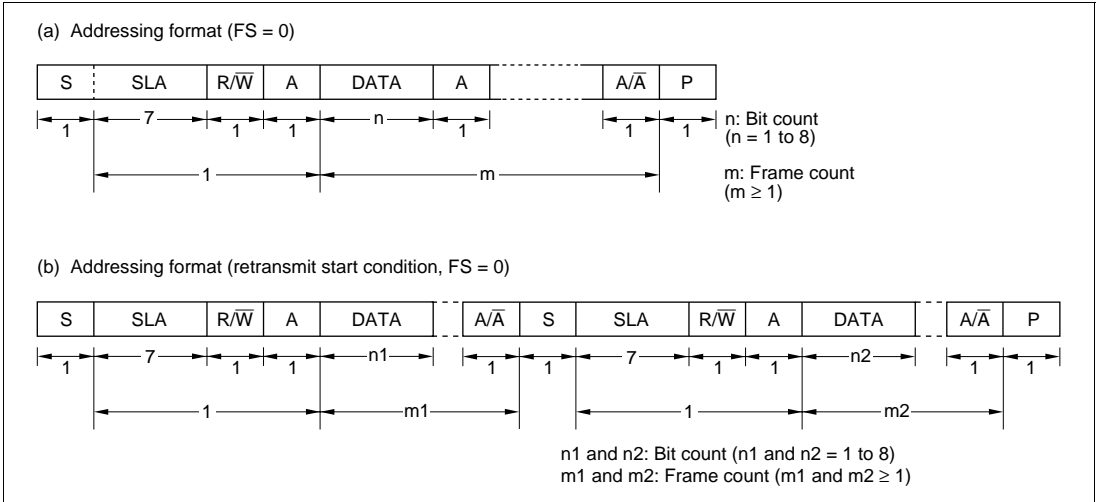 (a) Addressing format (FS = 0)
S SLA R/W̅ A DATA A A/A̅ P
1 7 1 1 n 1 1 1
n: Bit count
(n = 1 to 8)
1 m
m: Frame count
(m ≥ 1)
(b) Addressing format (retransmit start condition, FS = 0)
S SLA R/W̅ A DATA A/A̅ S SLA R/W̅ A DATA A/A̅ P
1 7 1 1 n1 1 1 7 1 1 n2 1 1
1 m1 1 m2
n1 and n2: Bit count (n1 and n2 = 1 to 8)
m1 and m2: Frame count (m1 and m2 ≥ 1)